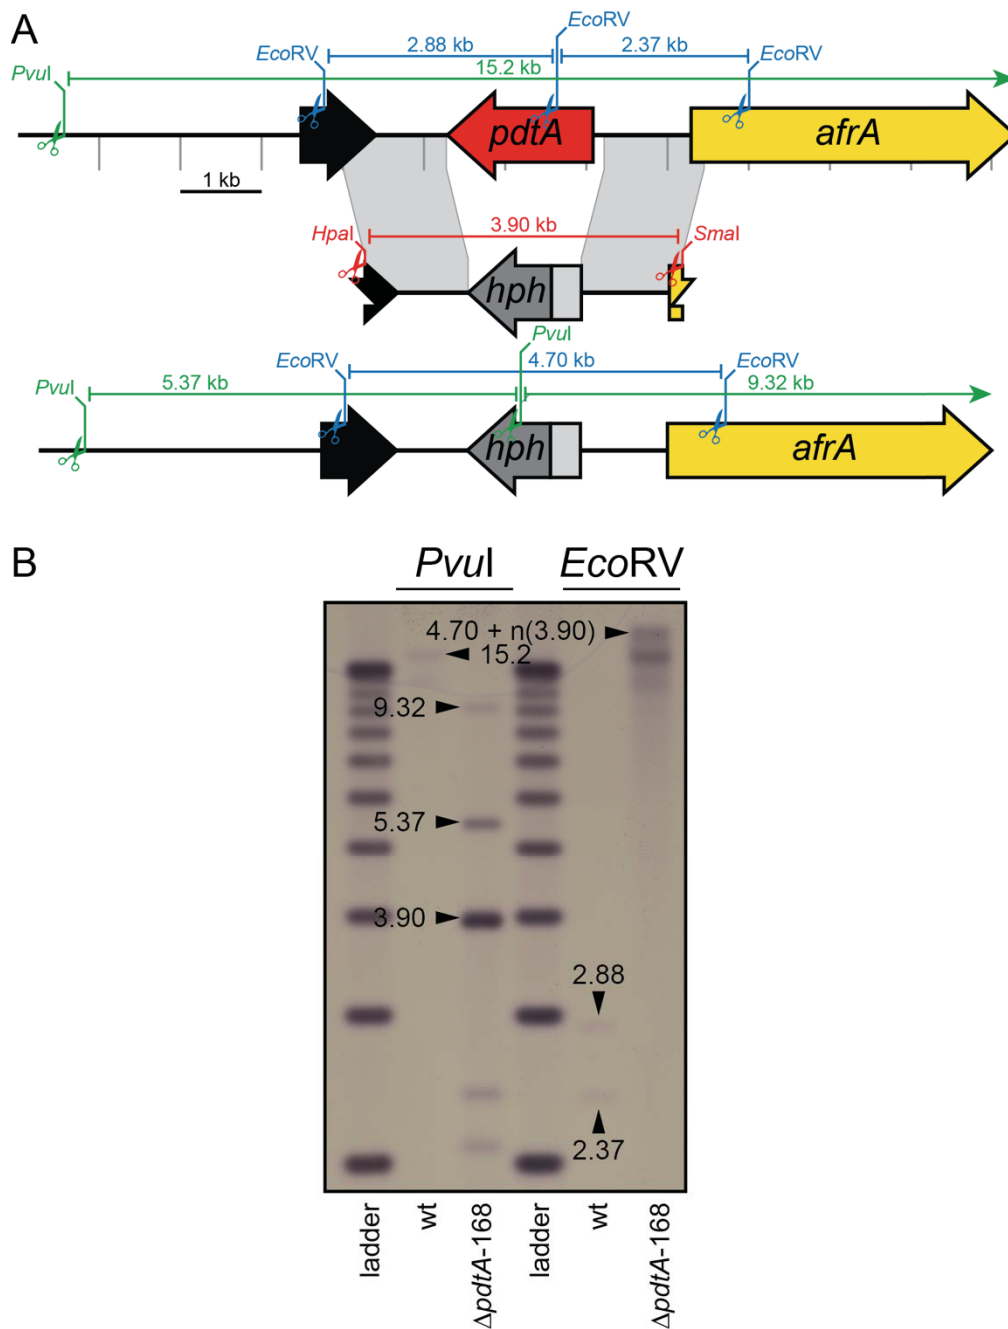 A
EcoRV
2.88 kb
2.37 kb
EcoRV
EcoRV
PvuI
15.2 kb
pdtA
afrA
1 kb
HpaI
3.90 kb
SmaI
hph
PvuI
EcoRV
4.70 kb
EcoRV
PvuI
5.37 kb
9.32 kb
hph
afrA
B
PvuI
EcoRV
4.70 + n(3.90)
15.2
9.32
5.37
3.90
2.88
2.37
ladder
wt
ΔpdtA-168
ladder
wt
ΔpdtA-168